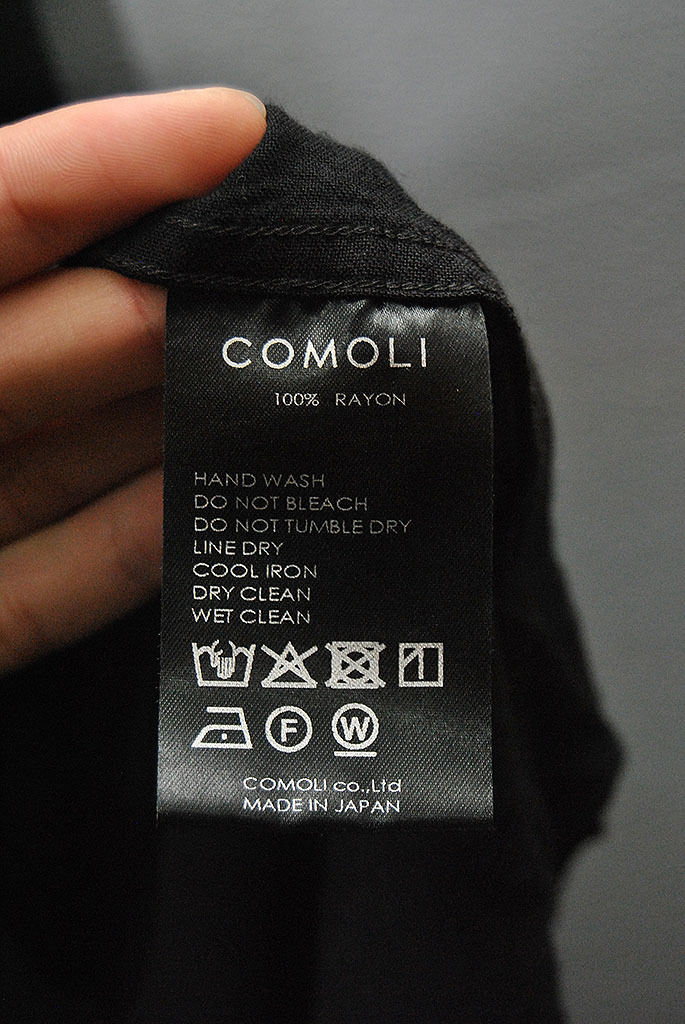 COMOLI
100% RAYON
HAND WASH
DO NOT BLEACH
DO NOT TUMBLE DRY
LINE DRY
COOL IRON
DRY CLEAN
WET CLEAN
F W
COMOLI co.,Ltd
MADE IN JAPAN